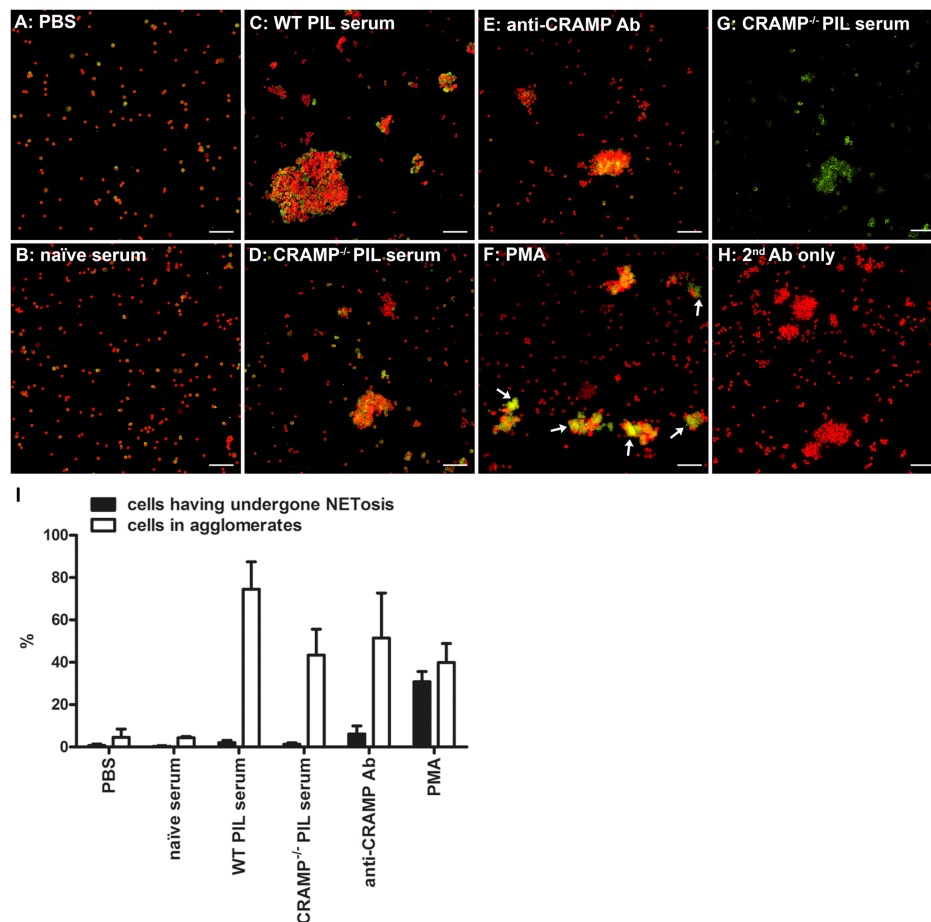 A: PBS
C: WT PIL serum
E: anti-CRAMP Ab
G: CRAMP-/- PIL serum
B: naïve serum
D: CRAMP-/- PIL serum
F: PMA
H: 2nd Ab only
I
cells having undergone NETosis
cells in agglomerates
100
80
60
40
20
0
%
PBS
naïve serum
WT PIL serum
CRAMP-/- PIL serum
anti-CRAMP Ab
PMA